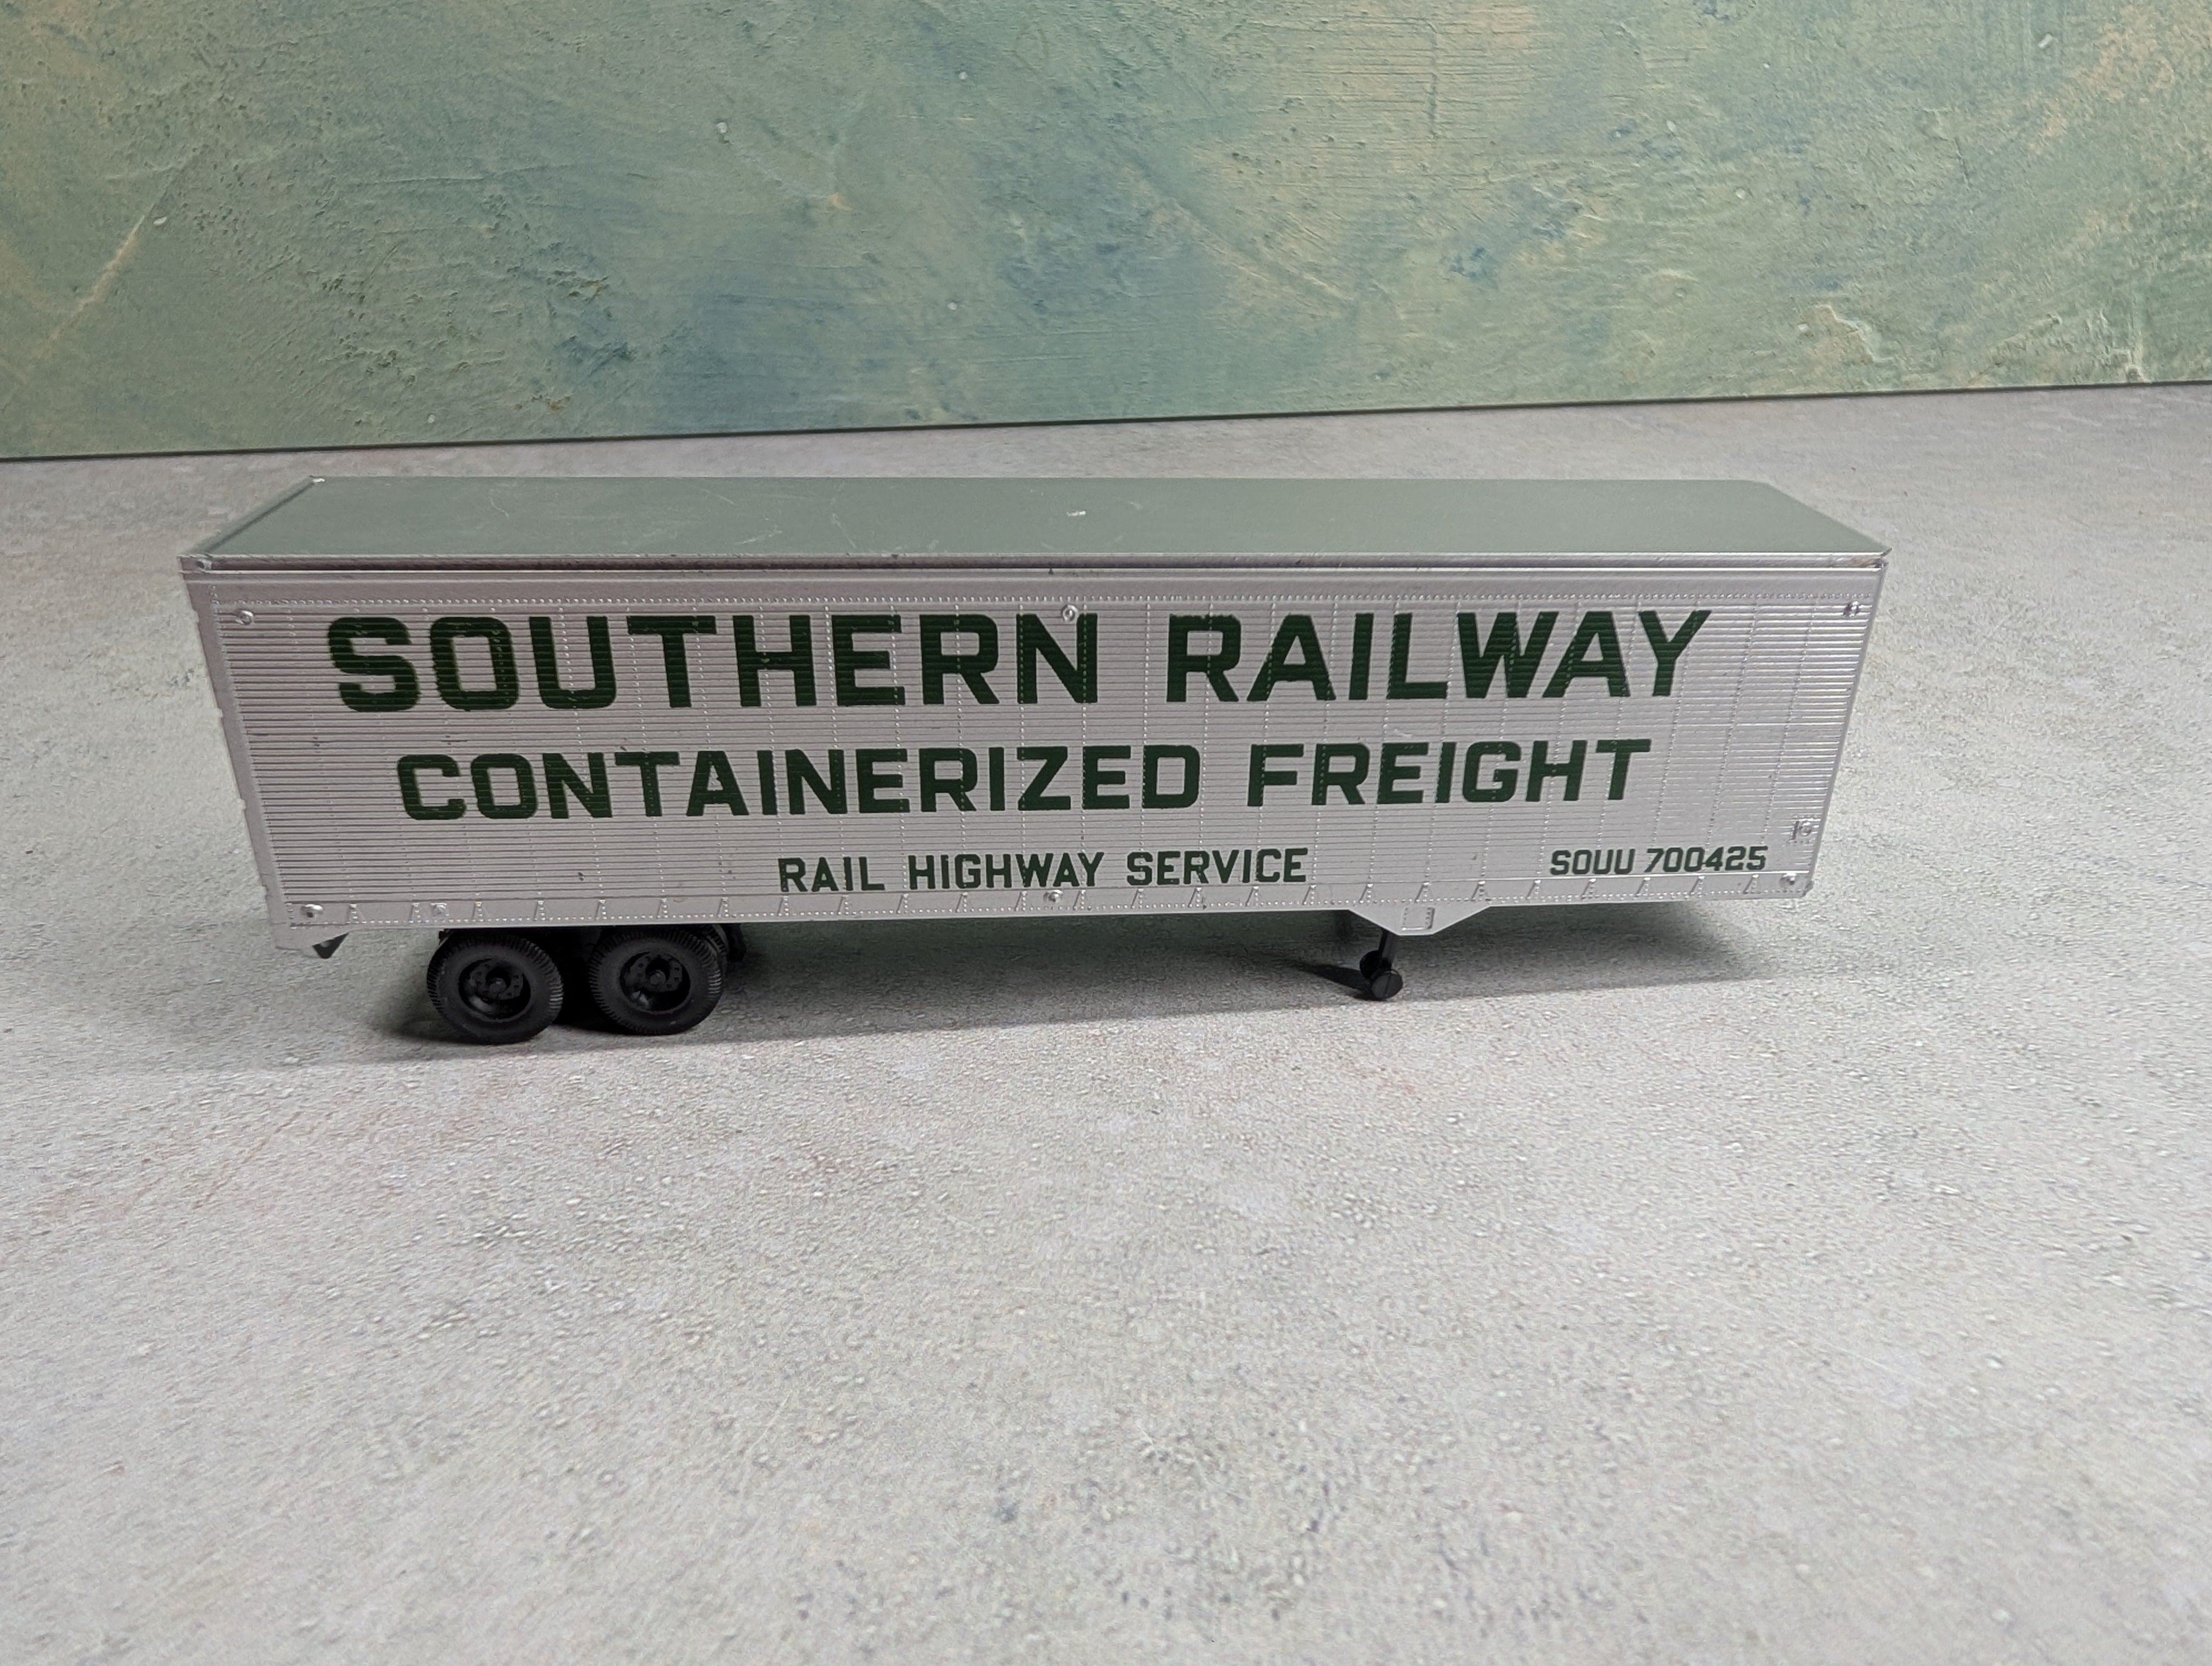 SOUTHERN RAILWAY
CONTAINERIZED FREIGHT
RAIL HIGHWAY SERVICE
SOUU 700425